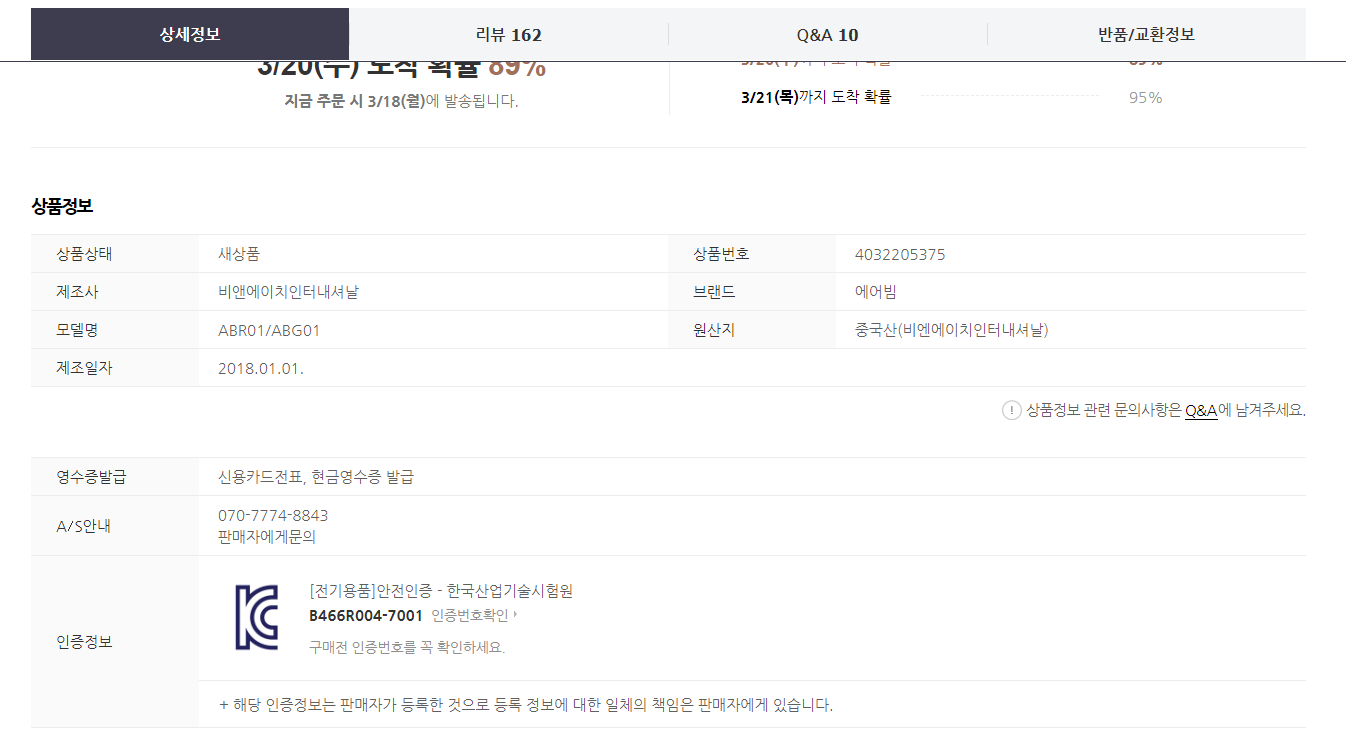 상세정보
리뷰 162
Q&A 10
반품/교환정보
3/20(수) 도착 확률 89%
지금 주문 시 3/18(월)에 발송됩니다.
3/20(수)까지 도착 확률 89%
3/21(목)까지 도착 확률 95%
상품정보
상품상태 새상품 상품번호 4032205375
제조사 비앤에이치인터내셔날 브랜드 에어빔
모델명 ABR01/ABG01 원산지 중국산(비엔에이치인터내셔날)
제조일자 2018.01.01.
! 상품정보 관련 문의사항은 Q&A에 남겨주세요.
영수증발급 신용카드전표, 현금영수증 발급
A/S안내 070-7774-8843
판매자에게문의
인증정보
[전기용품]안전인증 - 한국산업기술시험원
B466R004-7001 인증번호확인
구매전 인증번호를 꼭 확인하세요.
+ 해당 인증정보는 판매자가 등록한 것으로 등록 정보에 대한 일체의 책임은 판매자에게 있습니다.